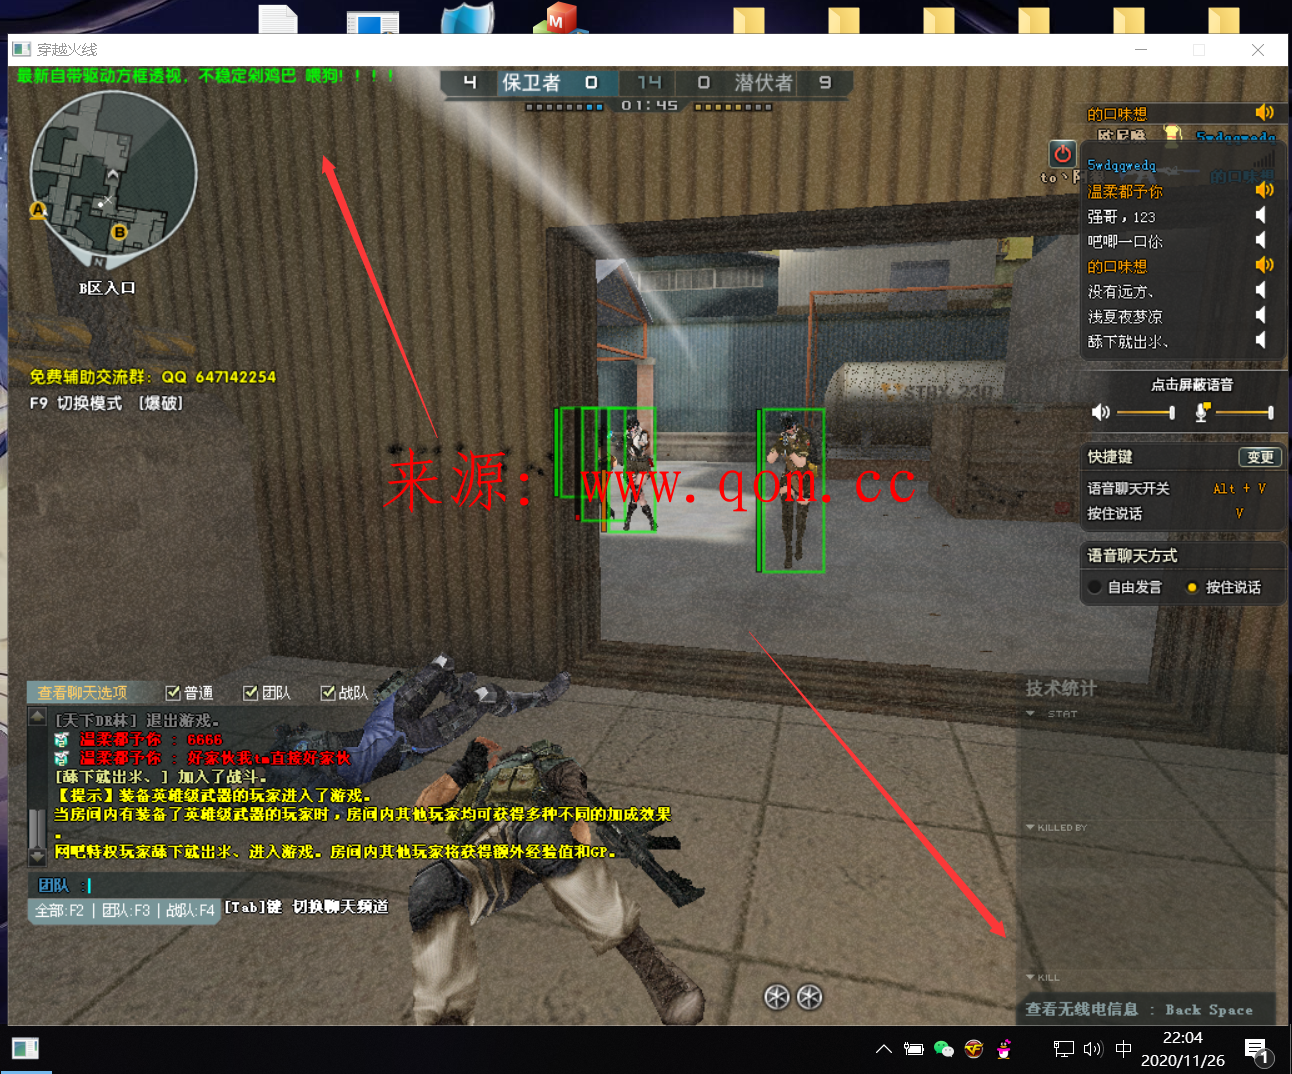 穿越火线
最新自带驱动方框透视，不稳定剁鸡巴 喂狗！！！！
4 保卫者 0 14 0 潜伏者 9
01:45
的口味想
5wdqqwedq
5wdqqwedq
温柔都予你
强哥，123
吧唧一口你
的口味想
没有远方、
浅夏夜梦凉
舔下就出水、
A
B
N
B区入口
免费辅助交流群：QQ 647142254
F9 切换模式 [爆破]
点击屏蔽语音
快捷键 变更
语音聊天开关 Alt + V
按住说话 V
语音聊天方式
自由发言 按住说话
STAX 230
来源：www.qom.cc
查看聊天选项 普通 团队 战队
[天下DB林] 退出游戏。
温柔都予你 : 6666
温柔都予你 : 好家伙我tm直接好家伙
[舔下就出水、] 加入了战斗。
【提示】装备英雄级武器的玩家进入了游戏。
当房间内有装备了英雄级武器的玩家时，房间内其他玩家均可获得多种不同的加成效果
。
网吧特权玩家舔下就出水、进入游戏。房间内其他玩家将获得额外经验值和GP。
团队 :
全部:F2 | 团队:F3 | 战队:F4 [Tab]键 切换聊天频道
技术统计
STAT
KILLED BY
KILL
查看无线电信息 : Back Space
中
22:04
2020/11/26
1